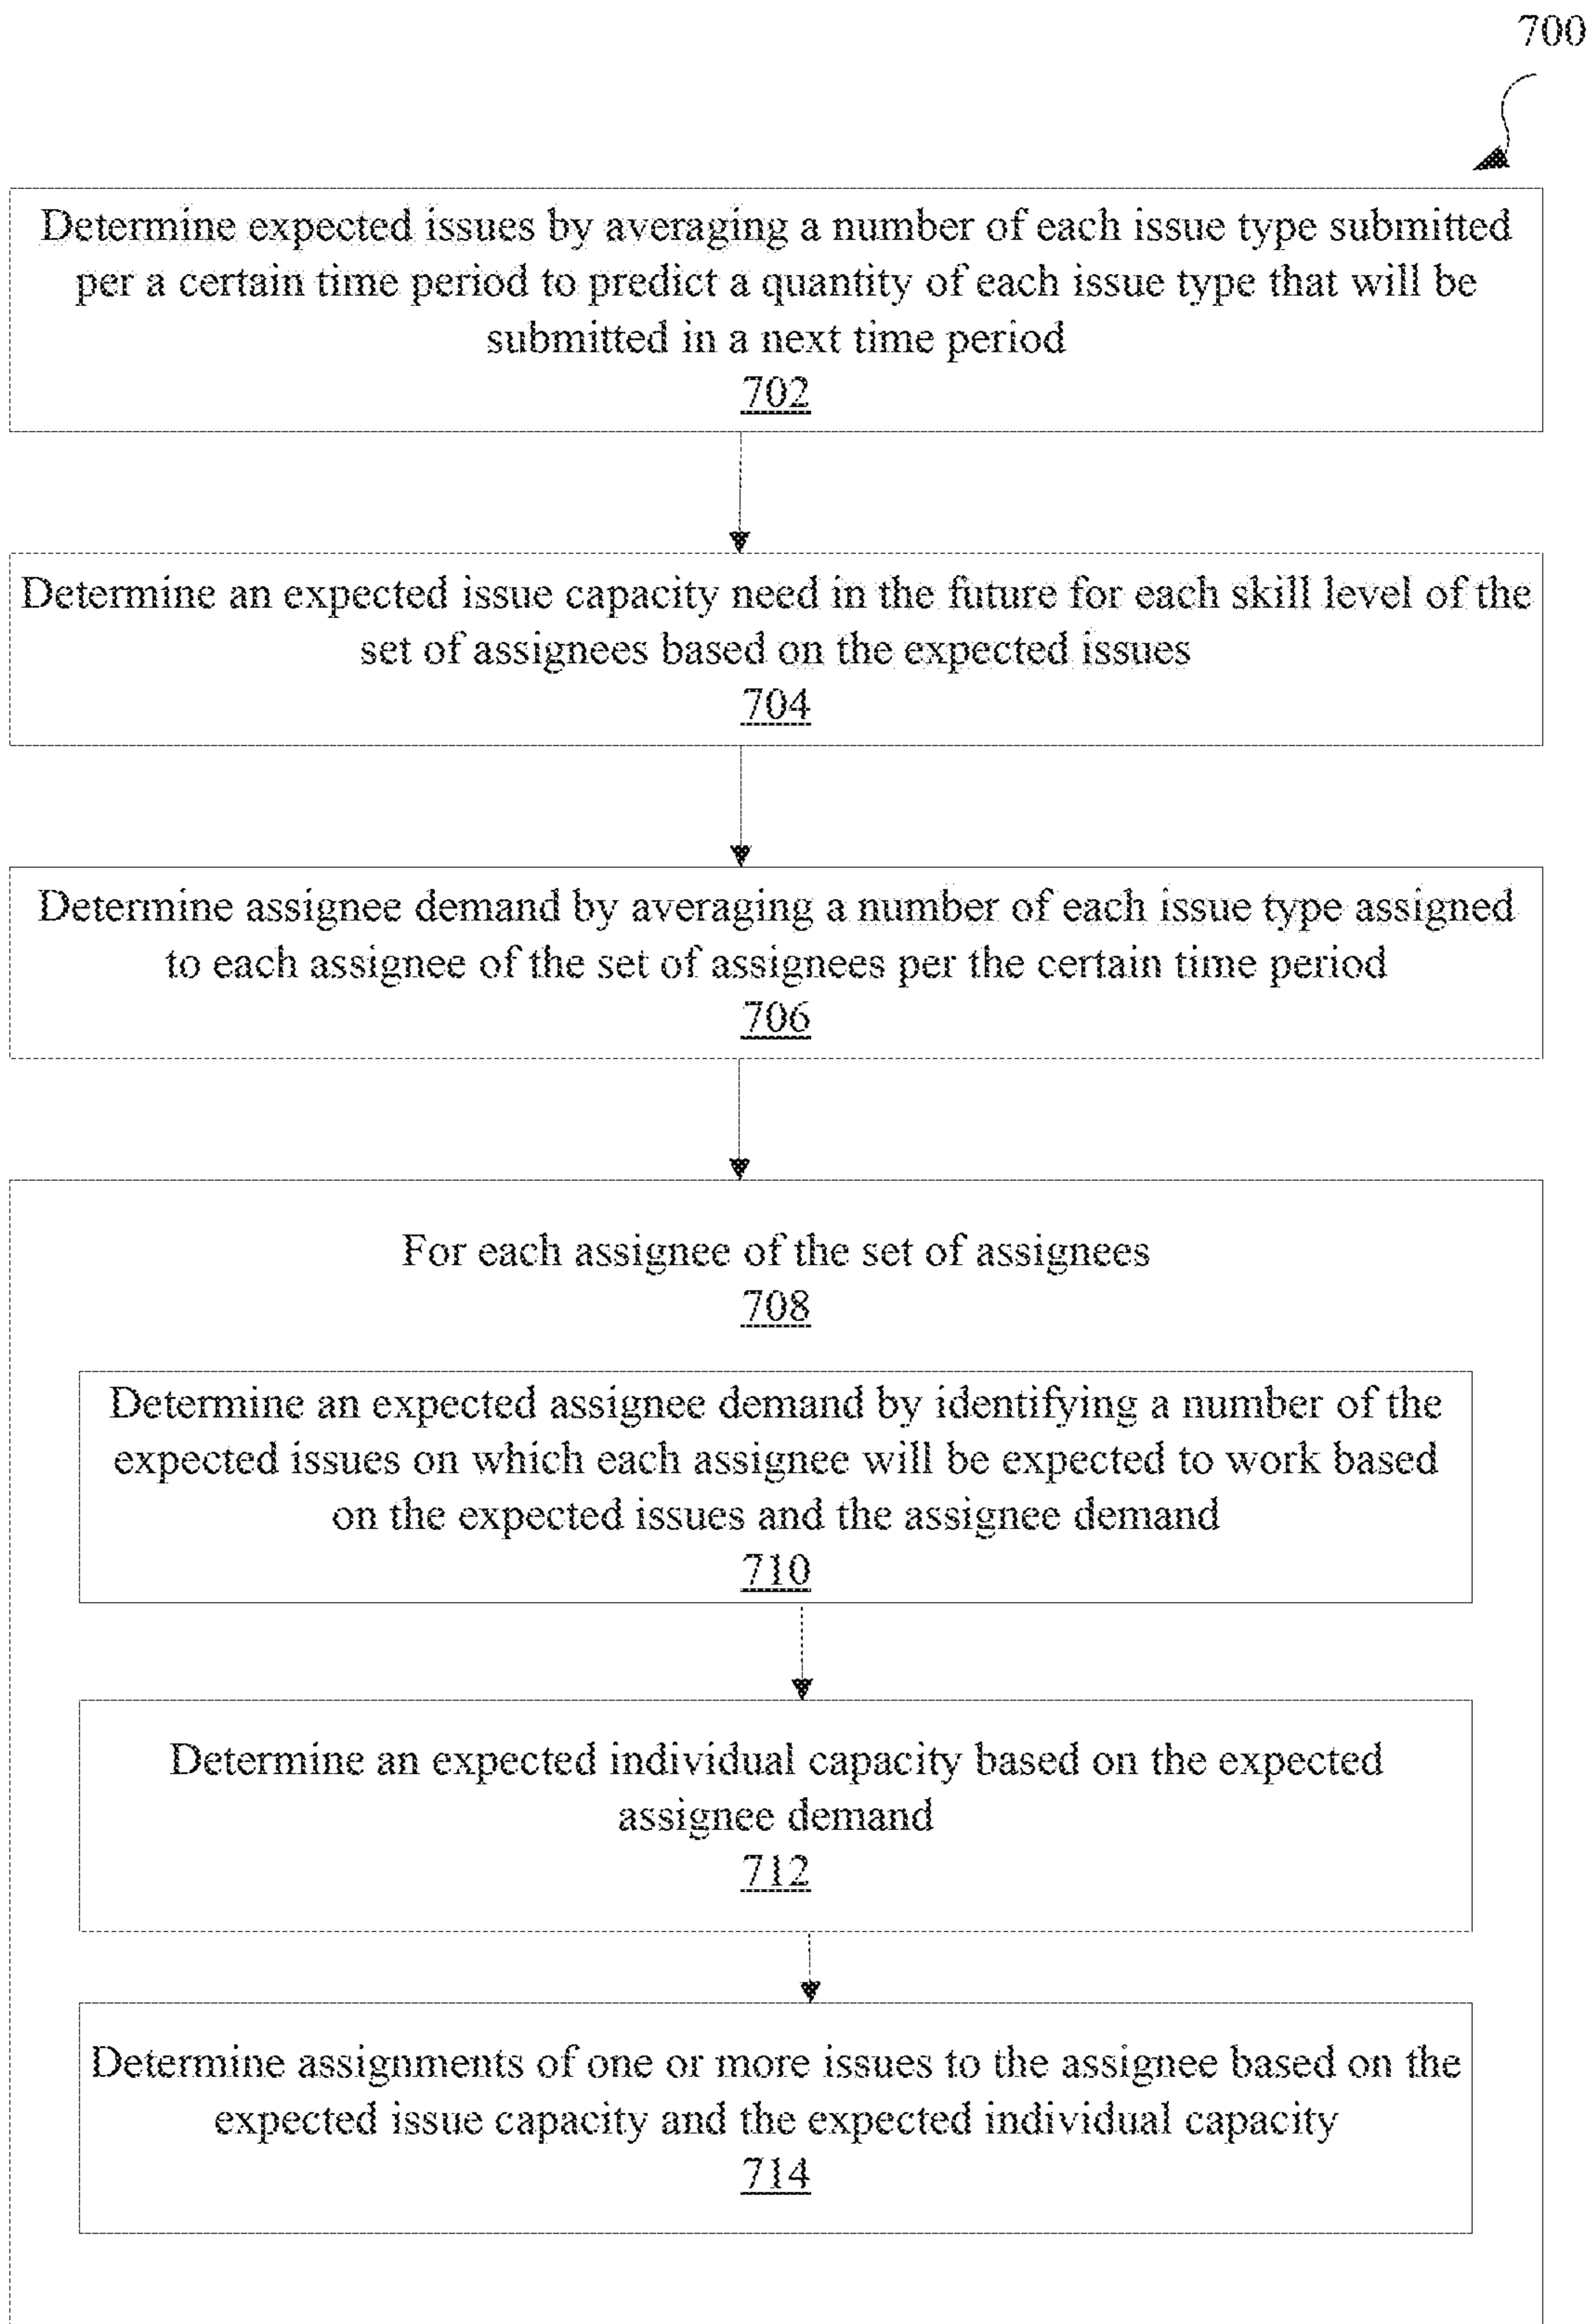 700
Determine expected issues by averaging a number of each issue type submitted
per a certain time period to predict a quantity of each issue type that will be
submitted in a next time period
702
Determine an expected issue capacity need in the future for each skill level of the
set of assignees based on the expected issues
704
Determine assignee demand by averaging a number of each issue type assigned
to each assignee of the set of assignees per the certain time period
706
For each assignee of the set of assignees
708
Determine an expected assignee demand by identifying a number of the
expected issues on which each assignee will be expected to work based
on the expected issues and the assignee demand
710
Determine an expected individual capacity based on the expected
assignee demand
712
Determine assignments of one or more issues to the assignee based on the
expected issue capacity and the expected individual capacity
714